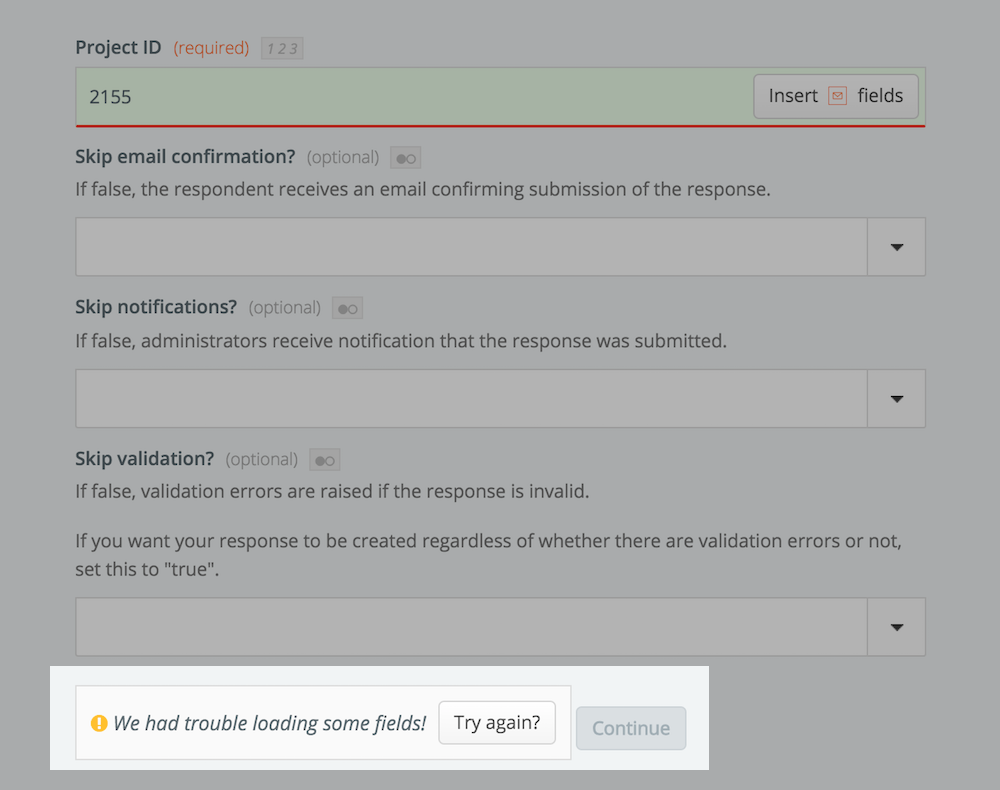 Project ID (required) 1 2 3
2155 Insert fields
Skip email confirmation? (optional)
If false, the respondent receives an email confirming submission of the response.
Skip notifications? (optional)
If false, administrators receive notification that the response was submitted.
Skip validation? (optional)
If false, validation errors are raised if the response is invalid.
If you want your response to be created regardless of whether there are validation errors or not,
set this to "true".
We had trouble loading some fields! Try again? Continue